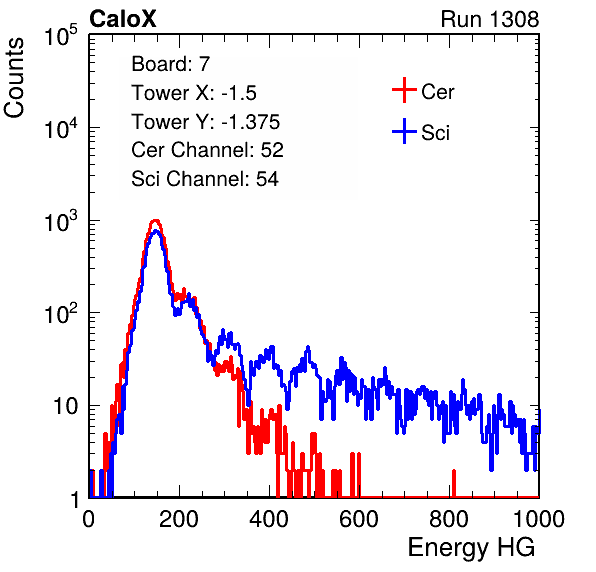 CaloX Run 1308
Counts
10^5
10^4
10^3
10^2
10
1
Board: 7
Tower X: -1.5
Tower Y: -1.375
Cer Channel: 52
Sci Channel: 54
Cer
Sci
0 200 400 600 800 1000
Energy HG